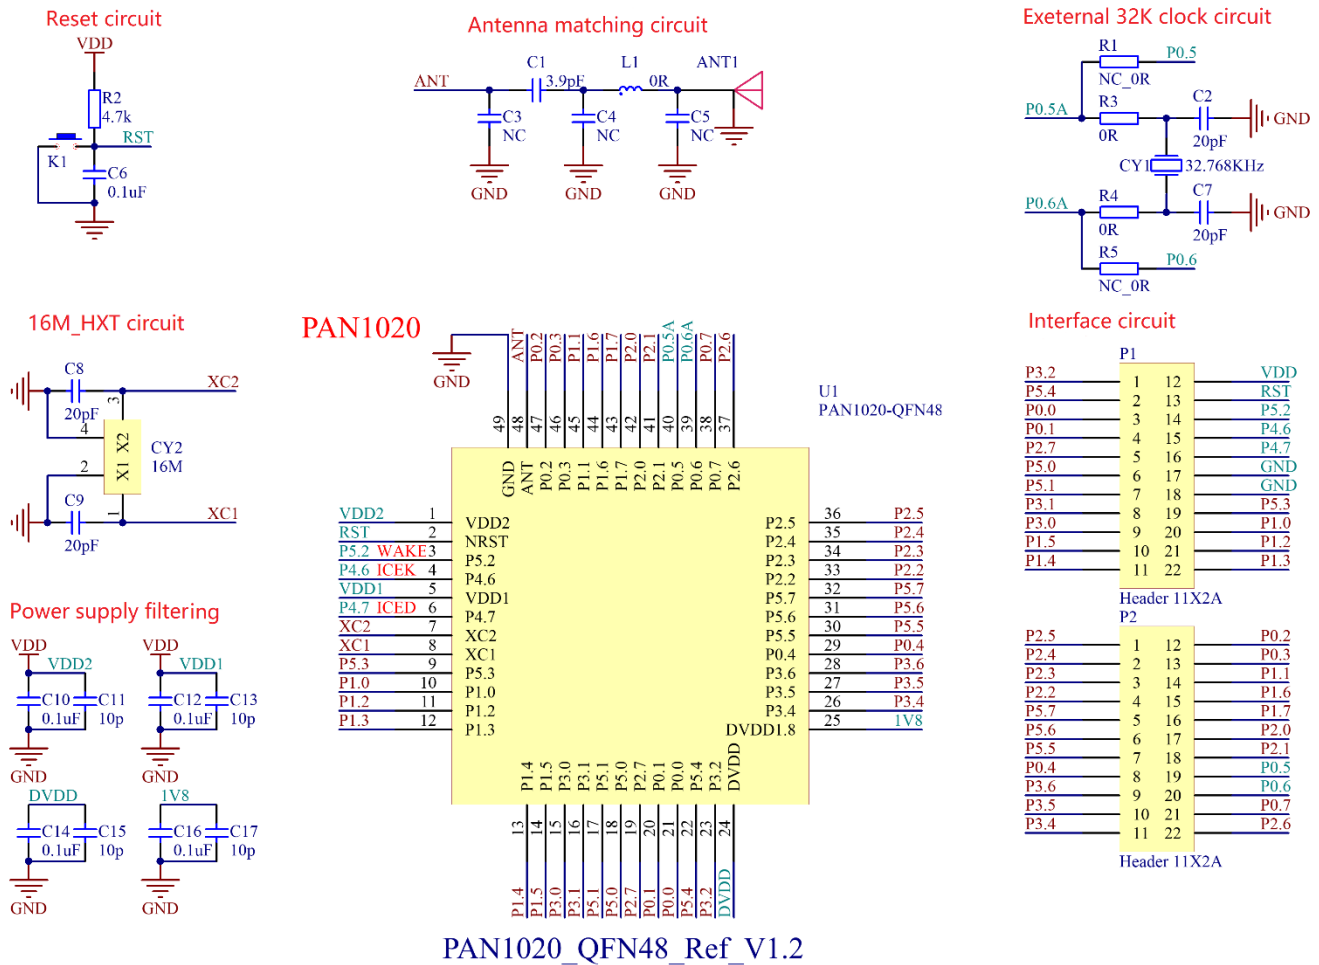 Reset circuit
VDD
R2
4.7k
RST
K1
C6
0.1uF
Antenna matching circuit
ANT
C1
3.9pF
L1
0R
ANT1
C3
NC
C4
NC
C5
NC
GND
GND
GND
Exeternal 32K clock circuit
R1
P0.5
NC_0R
P0.5A
R3
0R
C2
20pF
GND
CY1
32.768KHz
P0.6A
R4
0R
C7
20pF
GND
R5
P0.6
NC_0R
16M_HXT circuit
C8
20pF
XC2
3
4
X2
CY2
16M
2
X1
1
C9
20pF
XC1
Power supply filtering
VDD
VDD2
C10
0.1uF
C11
10p
GND
VDD
VDD1
C12
0.1uF
C13
10p
GND
DVDD
C14
0.1uF
C15
10p
GND
1V8
C16
0.1uF
C17
10p
GND
PAN1020
GND
U1
PAN1020-QFN48
49 GND
ANT 48 ANT
P0.2 47 P0.2
P0.3 46 P0.3
P1.1 45 P1.1
P1.6 44 P1.6
P1.7 43 P1.7
P2.0 42 P2.0
P2.1 41 P2.1
P0.5A 40 P0.5
P0.6A 39 P0.6
P0.7 38 P0.7
P2.6 37 P2.6
VDD2 1 VDD2
RST 2 NRST
P5.2 WAKE 3 P5.2
P4.6 ICEK 4 P4.6
VDD1 5 VDD1
P4.7 ICED 6 P4.7
XC2 7 XC2
XC1 8 XC1
P5.3 9 P5.3
P1.0 10 P1.0
P1.2 11 P1.2
P1.3 12 P1.3
P2.5 36 P2.5
P2.4 35 P2.4
P2.3 34 P2.3
P2.2 33 P2.2
P5.7 32 P5.7
P5.6 31 P5.6
P5.5 30 P5.5
P0.4 29 P0.4
P3.6 28 P3.6
P3.5 27 P3.5
P3.4 26 P3.4
DVDD1.8 25 1V8
P1.4 13 P1.4
P1.5 14 P1.5
P3.0 15 P3.0
P3.1 16 P3.1
P5.1 17 P5.1
P5.0 18 P5.0
P2.7 19 P2.7
P0.1 20 P0.1
P0.0 21 P0.0
P5.4 22 P5.4
P3.2 23 P3.2
DVDD 24 DVDD
Interface circuit
P1
P3.2 1 12 VDD
P5.4 2 13 RST
P0.0 3 14 P5.2
P0.1 4 15 P4.6
P2.7 5 16 P4.7
P5.0 6 17 GND
P5.1 7 18 GND
P3.1 8 19 P5.3
P3.0 9 20 P1.0
P1.5 10 21 P1.2
P1.4 11 22 P1.3
Header 11X2A
P2
P2.5 1 12 P0.2
P2.4 2 13 P0.3
P2.3 3 14 P1.1
P2.2 4 15 P1.6
P5.7 5 16 P1.7
P5.6 6 17 P2.0
P5.5 7 18 P2.1
P0.4 8 19 P0.5
P3.6 9 20 P0.6
P3.5 10 21 P0.7
P3.4 11 22 P2.6
Header 11X2A
PAN1020_QFN48_Ref_V1.2